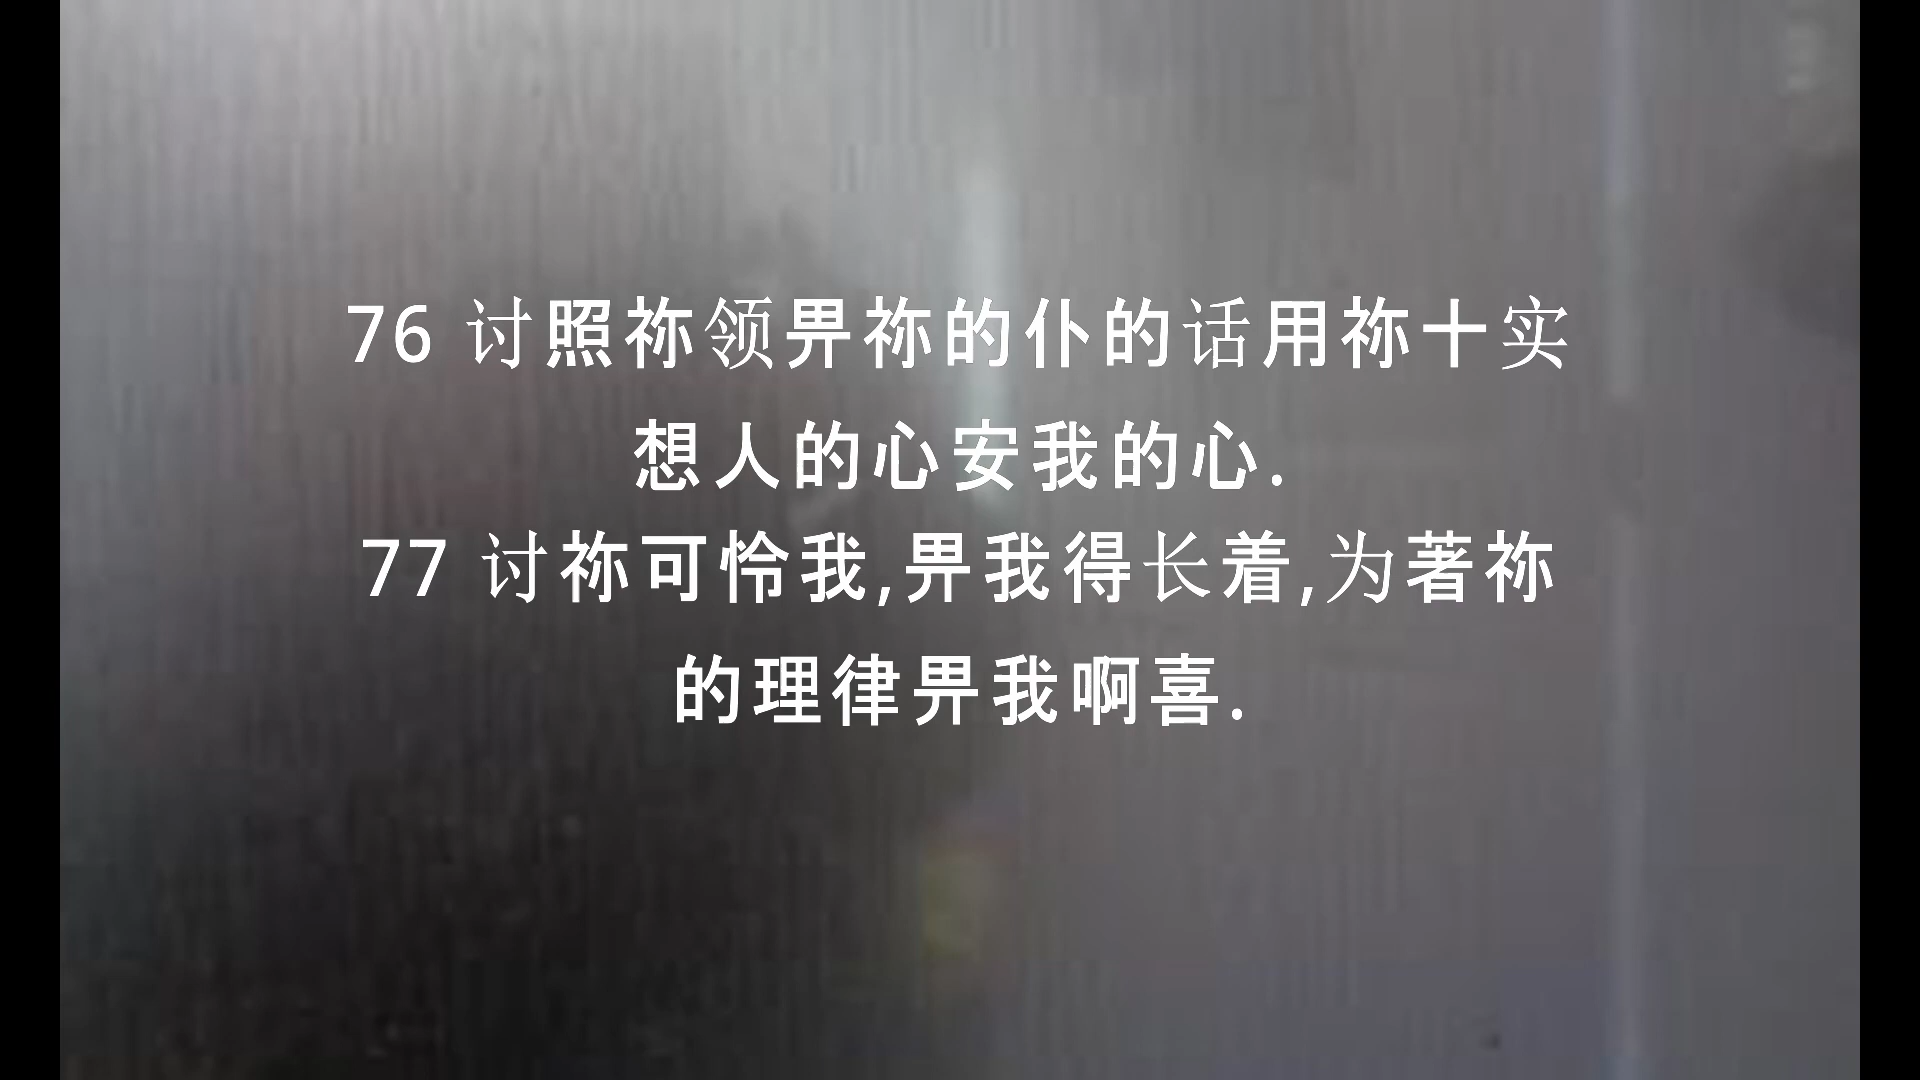 76 讨照祢领畀祢的仆的话用祢十实
想人的心安我的心.
77 讨祢可怜我,畀我得长着,为著祢
的理律畀我啊喜.